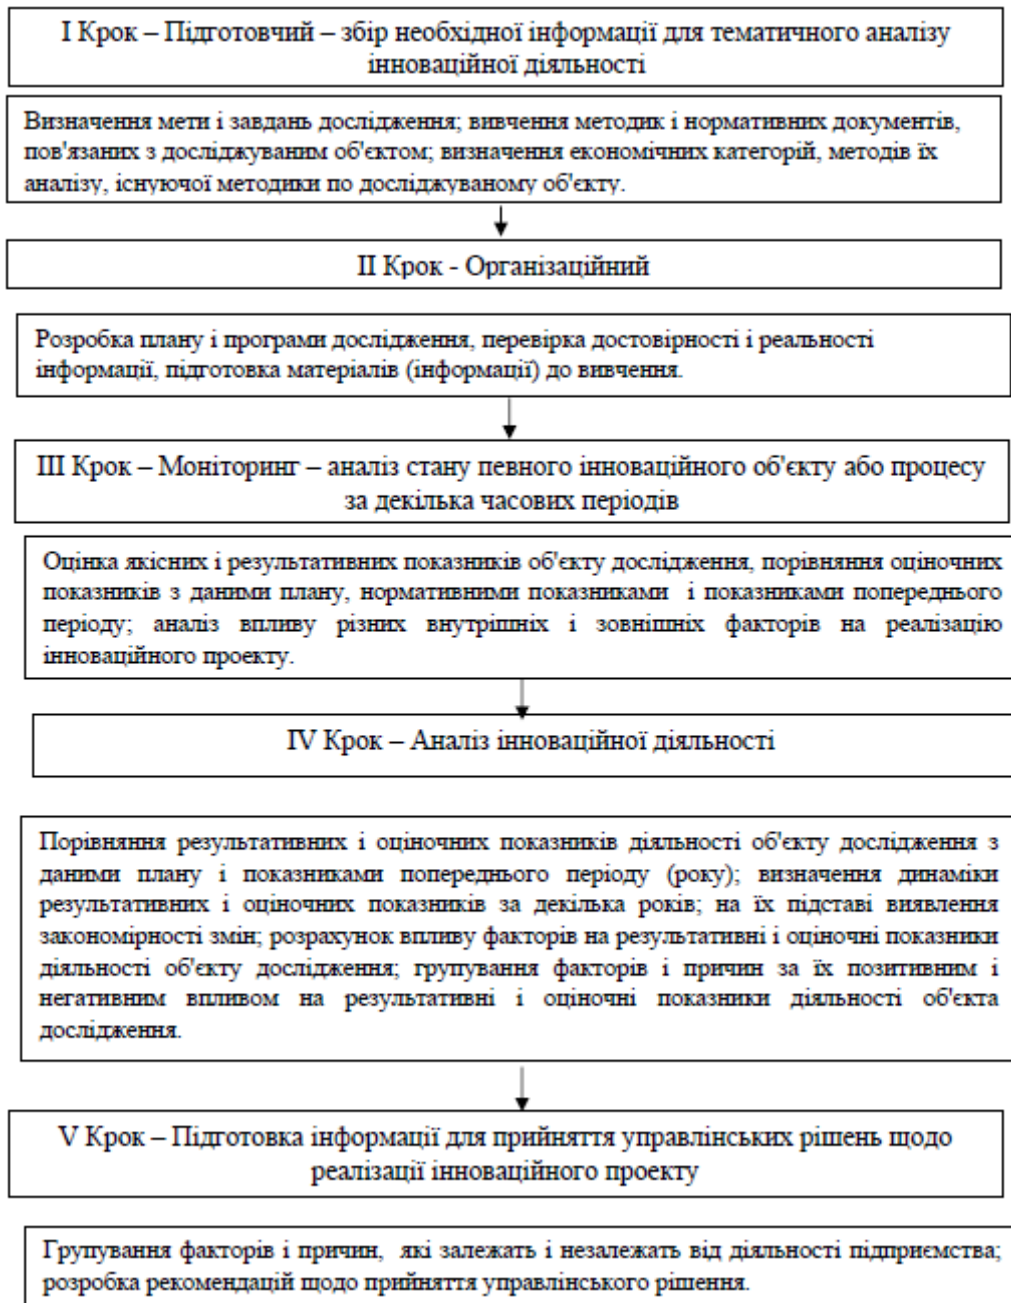 І Крок – Підготовчий – збір необхідної інформації для тематичного аналізу
інноваційної діяльності
Визначення мети і завдань дослідження; вивчення методик і нормативних документів,
пов'язаних з досліджуваним об'єктом; визначення економічних категорій, методів їх
аналізу, існуючої методики по досліджуваному об'єкту.
ІІ Крок - Організаційний
Розробка плану і програми дослідження, перевірка достовірності і реальності
інформації, підготовка матеріалів (інформації) до вивчення.
ІІІ Крок – Моніторинг – аналіз стану певного інноваційного об'єкту або процесу
за декілька часових періодів
Оцінка якісних і результативних показників об'єкту дослідження, порівняння оціночних
показників з даними плану, нормативними показниками і показниками попереднього
періоду; аналіз впливу різних внутрішніх і зовнішніх факторів на реалізацію
інноваційного проекту.
IV Крок – Аналіз інноваційної діяльності
Порівняння результативних і оціночних показників діяльності об'єкту дослідження з
даними плану і показниками попереднього періоду (року); визначення динаміки
результативних і оціночних показників за декілька років; на їх підставі виявлення
закономірності змін; розрахунок впливу факторів на результативні і оціночні показники
діяльності об'єкту дослідження; групування факторів і причин за їх позитивним і
негативним впливом на результативні і оціночні показники діяльності об'єкта
дослідження.
V Крок – Підготовка інформації для прийняття управлінських рішень щодо
реалізації інноваційного проекту
Групування факторів і причин, які залежать і незалежать від діяльності підприємства;
розробка рекомендацій щодо прийняття управлінського рішення.